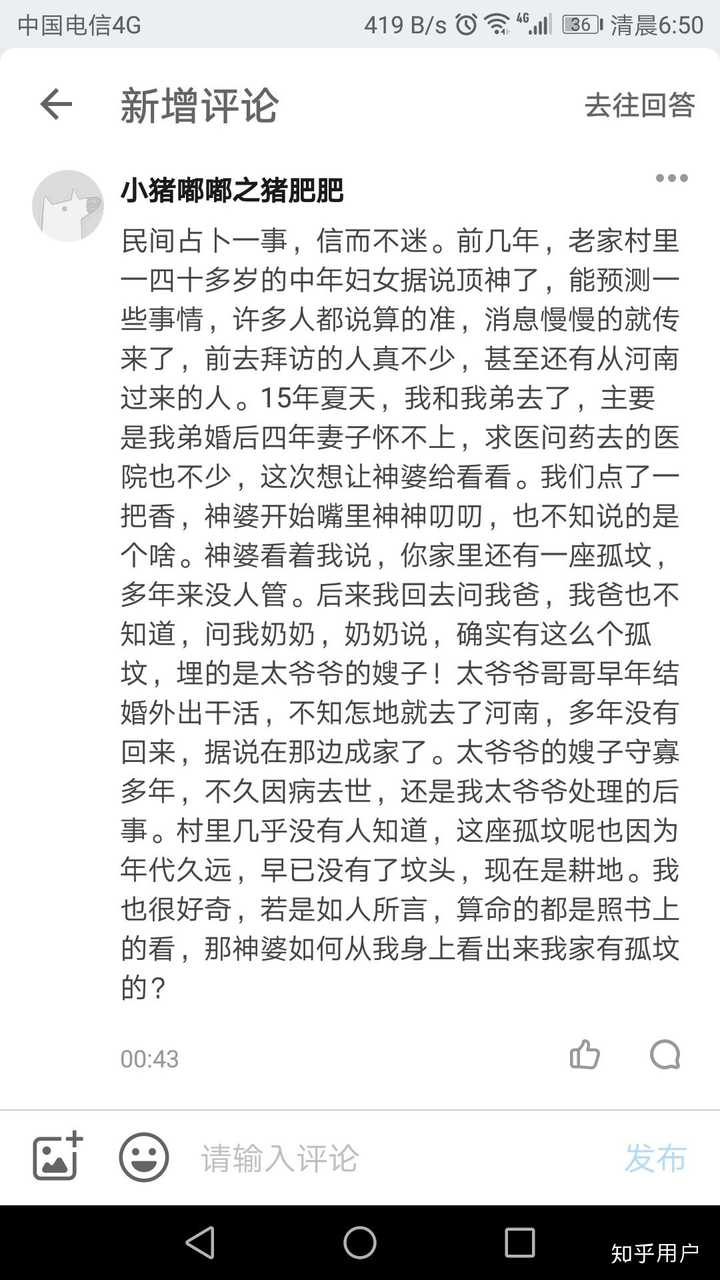 中国电信4G 419 B/s 4G 36 清晨6:50
新增评论 去往回答
小猪嘟嘟之猪肥肥
民间占卜一事，信而不迷。前几年，老家村里
一四十多岁的中年妇女据说顶神了，能预测一
些事情，许多人都说算的准，消息慢慢的就传
来了，前去拜访的人真不少，甚至还有从河南
过来的人。15年夏天，我和我弟去了，主要
是我弟婚后四年妻子怀不上，求医问药去的医
院也不少，这次想让神婆给看看。我们点了一
把香，神婆开始嘴里神神叨叨，也不知说的是
个啥。神婆看着我说，你家里还有一座孤坟，
多年来没人管。后来我回去问我爸，我爸也不
知道，问我奶奶，奶奶说，确实有这么个孤
坟，埋的是太爷爷的嫂子！太爷爷哥哥早年结
婚外出干活，不知怎地就去了河南，多年没有
回来，据说在那边成家了。太爷爷的嫂子守寡
多年，不久因病去世，还是我太爷爷处理的后
事。村里几乎没有人知道，这座孤坟呢也因为
年代久远，早已没有了坟头，现在是耕地。我
也很好奇，若是如人所言，算命的都是照书上
的看，那神婆如何从我身上看出来我家有孤坟
的？
00:43
请输入评论 发布
知乎用户